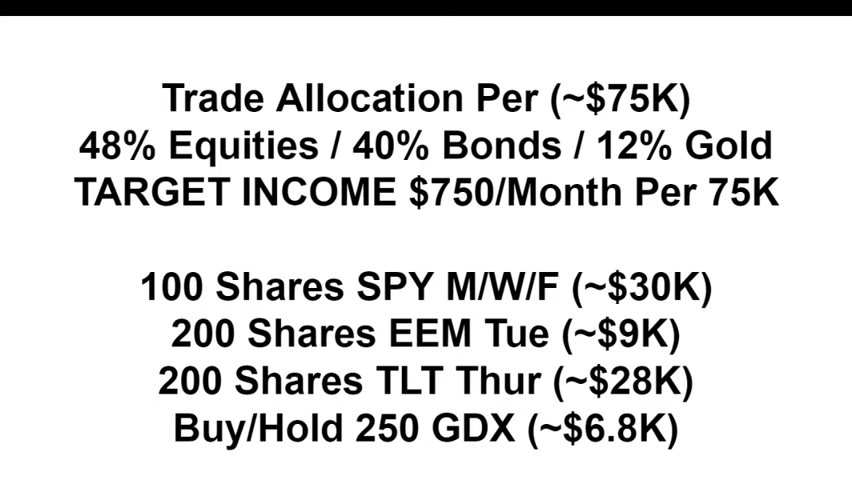 Trade Allocation Per (~$75K)
48% Equities / 40% Bonds / 12% Gold
TARGET INCOME $750/Month Per 75K
100 Shares SPY M/W/F (~$30K)
200 Shares EEM Tue (~$9K)
200 Shares TLT Thur (~$28K)
Buy/Hold 250 GDX (~$6.8K)